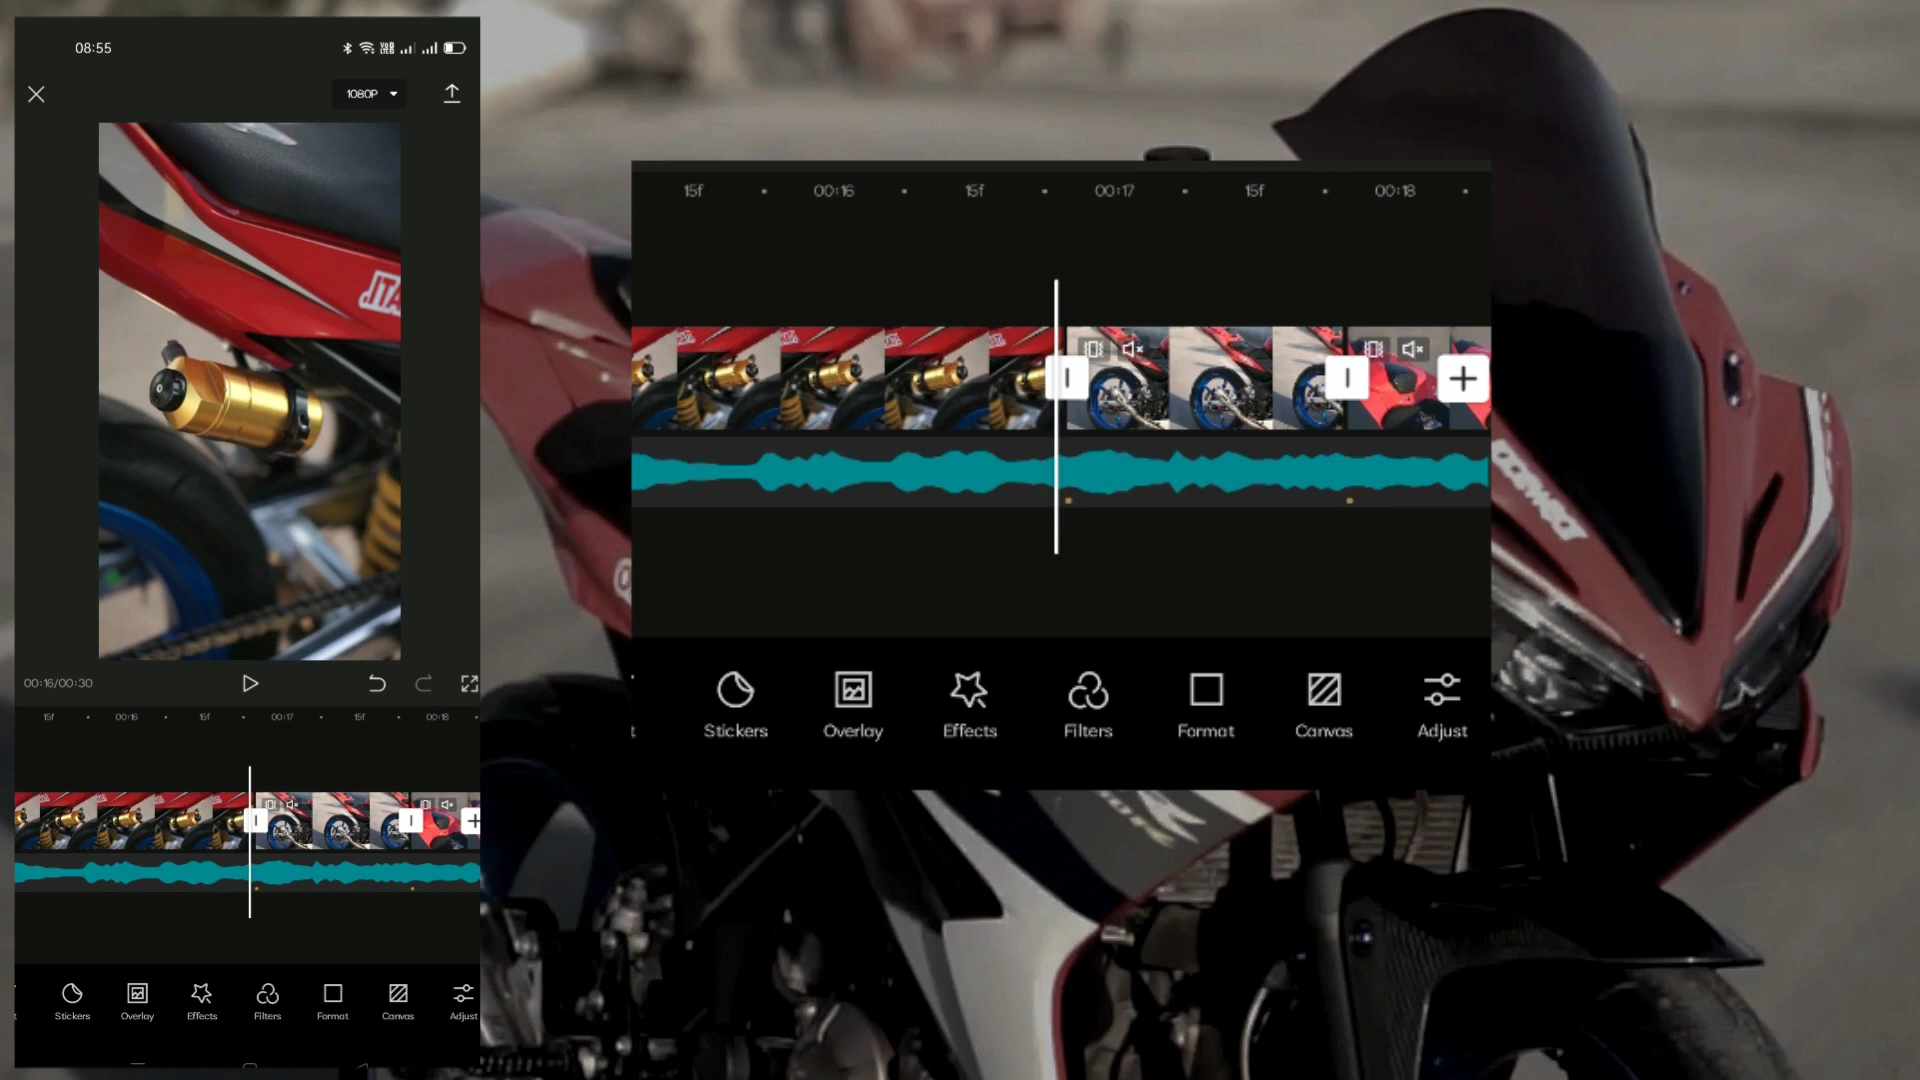 08:55
1080P
00:16/00:30
15f 00:16 15f 00:17 15f 00:18
Stickers Overlay Effects Filters Format Canvas Adjust
15f 00:16 15f 00:17 15f 00:18
Stickers Overlay Effects Filters Format Canvas Adjust